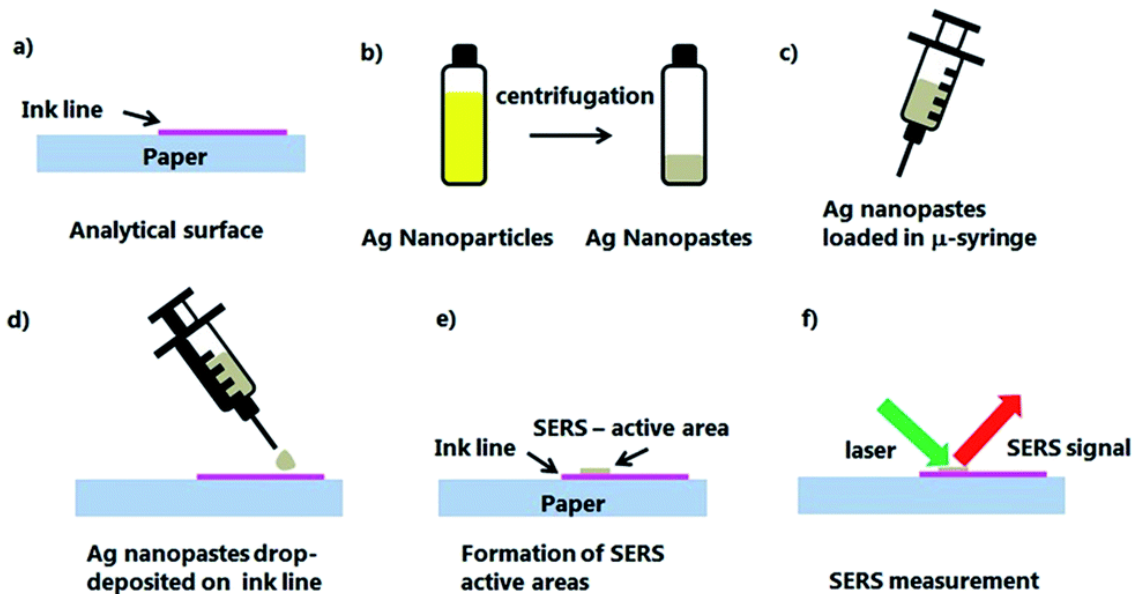 a)
Ink line
Paper
Analytical surface
b)
centrifugation
Ag Nanoparticles
Ag Nanopastes
c)
Ag nanopastes
loaded in μ-syringe
d)
Ag nanopastes drop-
deposited on ink line
e)
SERS – active area
Ink line
Paper
Formation of SERS
active areas
f)
laser
SERS signal
SERS measurement